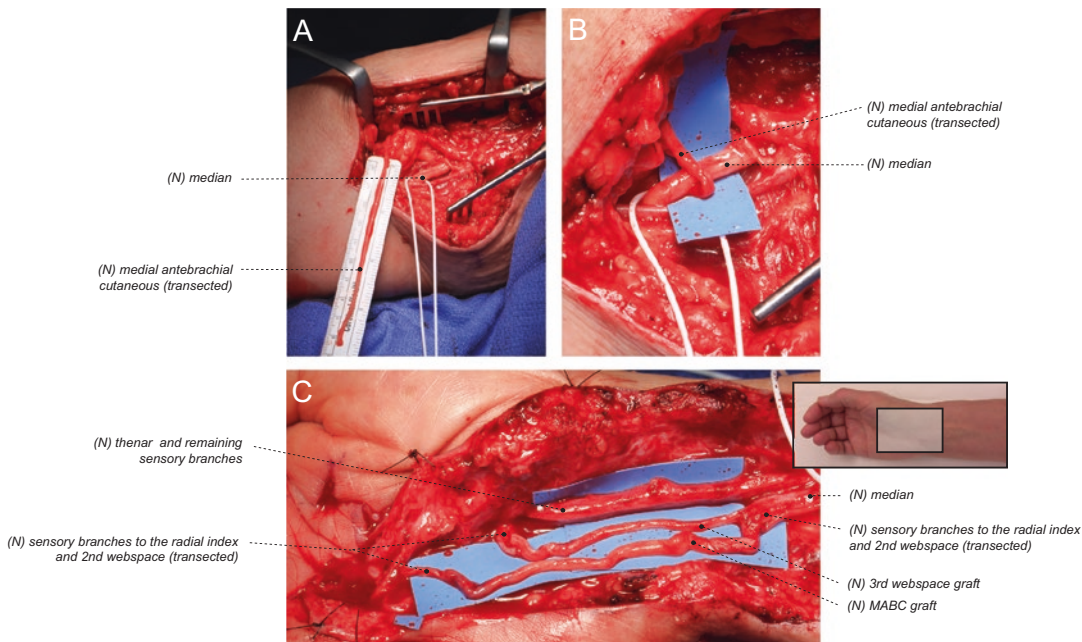 A
B
(N) medial antebrachial
cutaneous (transected)
(N) median
(N) median
(N) medial antebrachial
cutaneous (transected)
C
(N) thenar and remaining
sensory branches
(N) median
(N) sensory branches to the radial index
and 2nd webspace (transected)
(N) sensory branches to the radial index
and 2nd webspace (transected)
(N) 3rd webspace graft
(N) MABC graft